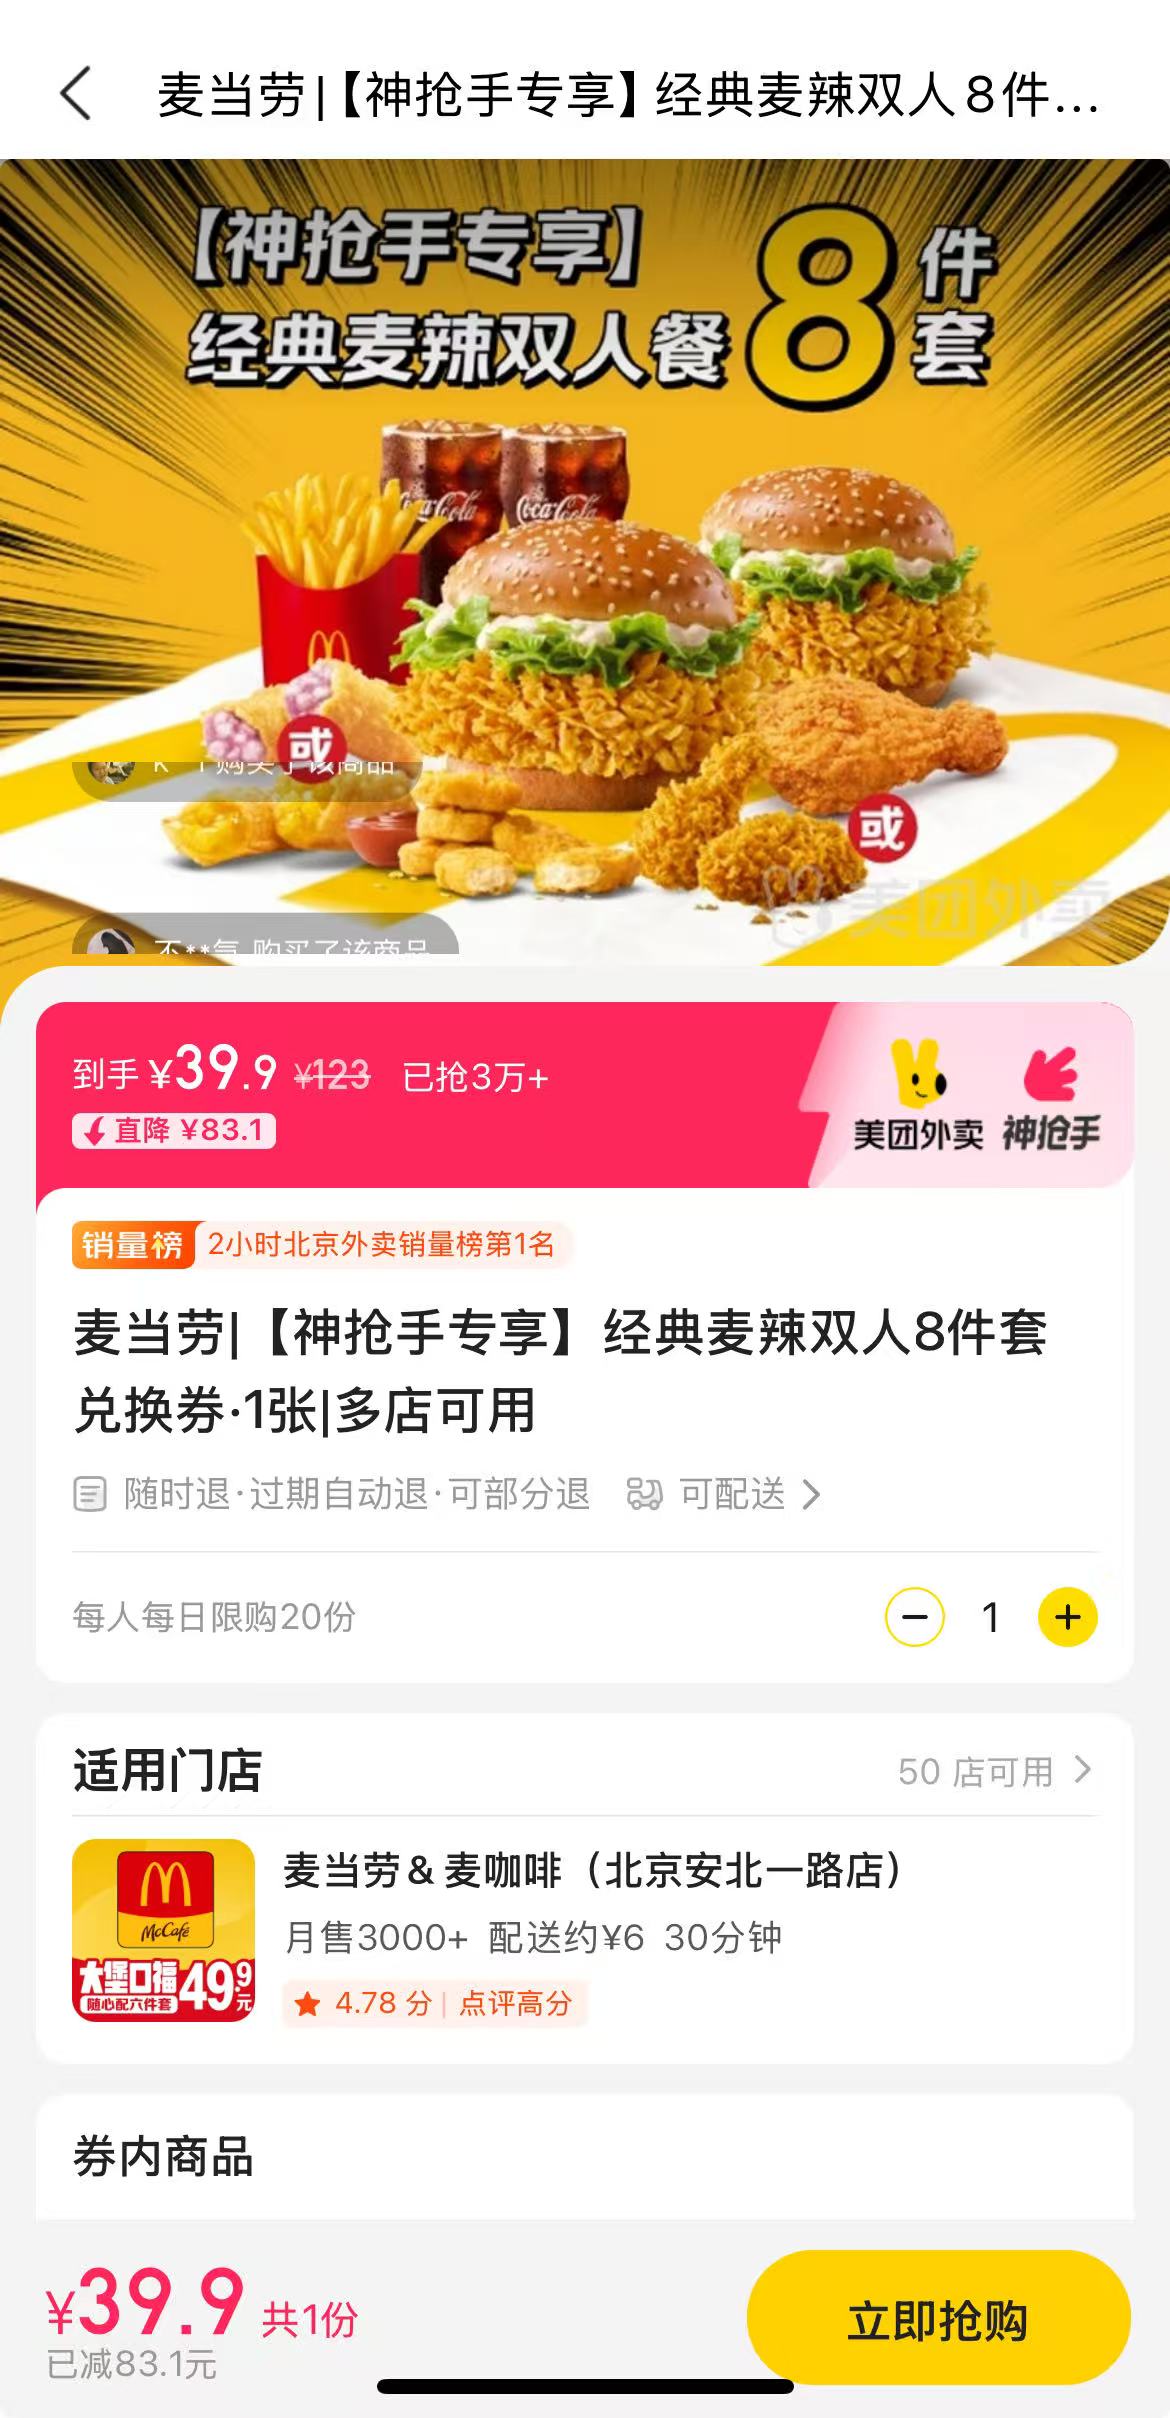 麦当劳|【神抢手专享】经典麦辣双人8件...
【神抢手专享】
经典麦辣双人餐8件套
Coca-Cola
Coca-Cola
或
购买了该商品
或
美团外卖
不**气 购买了该商品
到手 ¥39.9 ¥123 已抢3万+
直降 ¥83.1
美团外卖 神抢手
销量榜 2小时北京外卖销量榜第1名
麦当劳|【神抢手专享】经典麦辣双人8件套
兑换券·1张|多店可用
随时退·过期自动退·可部分退 可配送
每人每日限购20份
1
适用门店
50 店可用
McCafé
大堡口福
随心配六件套
49.9元
麦当劳&麦咖啡（北京安北一路店）
月售3000+ 配送约¥6 30分钟
4.78 分 | 点评高分
券内商品
¥39.9 共1份
已减83.1元
立即抢购